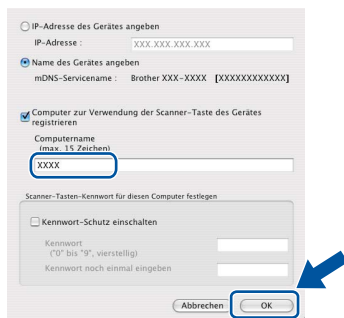 IP-Adresse des Gerätes angeben
IP-Adresse : XXX.XXX.XXX.XXX
Name des Gerätes angeben
mDNS-Servicename : Brother XXX-XXXX [XXXXXXXXXXXX]
Computer zur Verwendung der Scanner-Taste des Gerätes
registrieren
Computername
(max. 15 Zeichen)
XXXX
Scanner-Tasten-Kennwort für diesen Computer festlegen
Kennwort-Schutz einschalten
Kennwort
("0" bis "9", vierstellig)
Kennwort noch einmal eingeben
Abbrechen OK